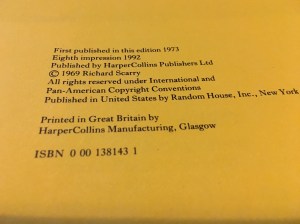 First published in this edition 1973
Eighth impression 1992
Published by HarperCollins Publishers Ltd
© 1969 Richard Scarry
All rights reserved under International and
Pan-American Copyright Conventions
Published in United States by Random House, Inc., New York
Printed in Great Britain by
HarperCollins Manufacturing, Glasgow
ISBN 0 00 138143 1